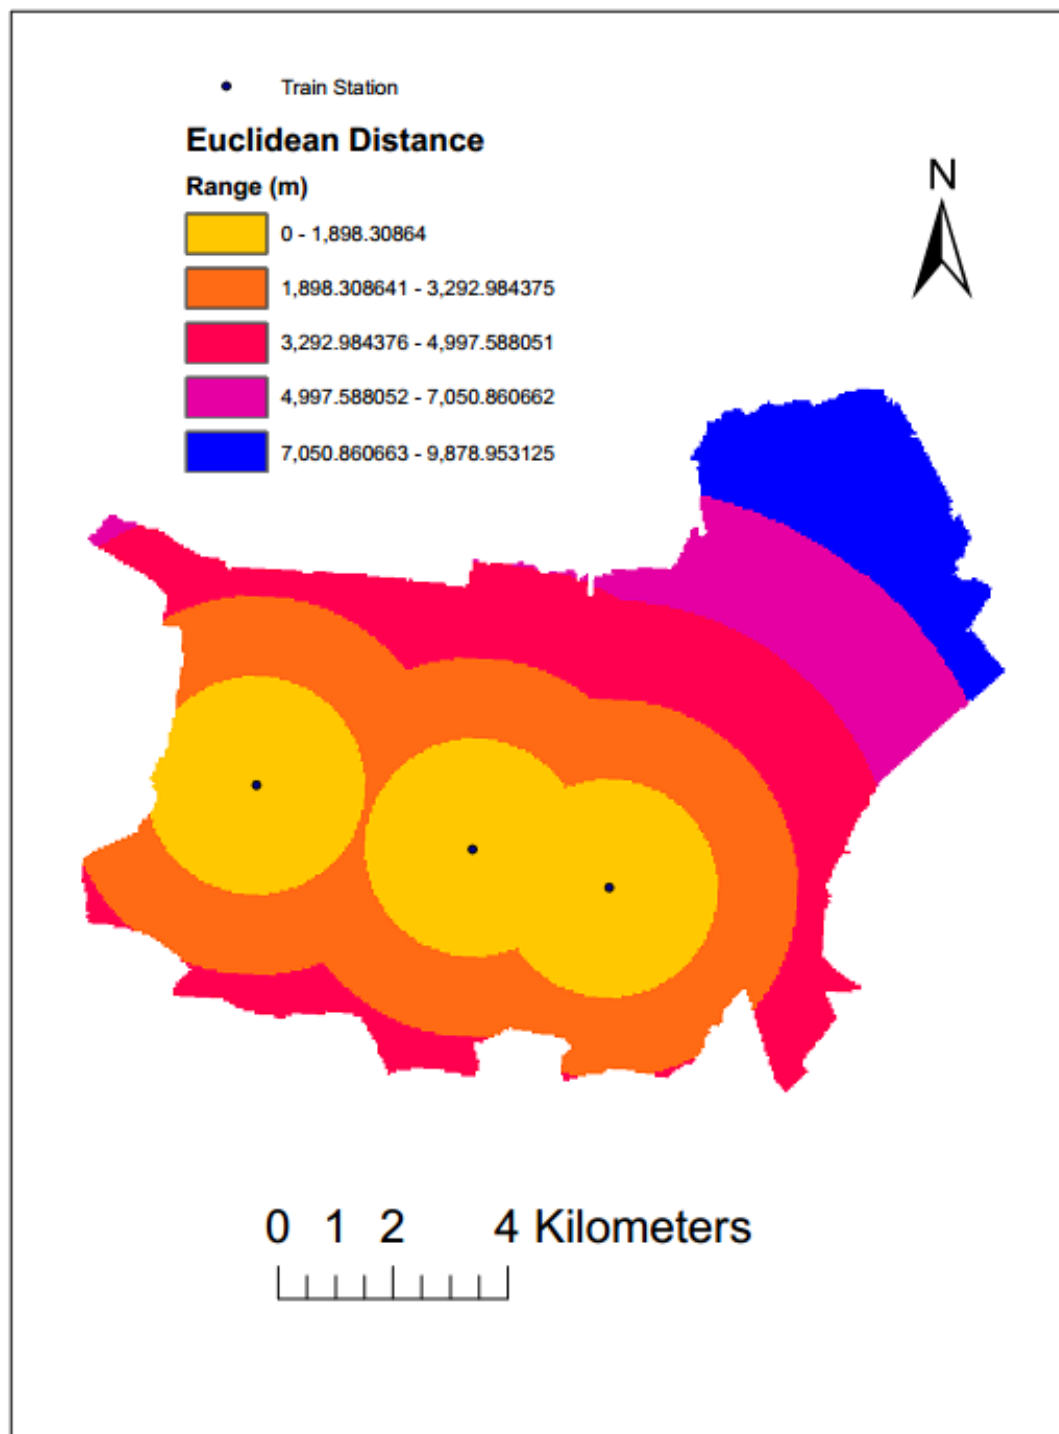 Train Station
Euclidean Distance
Range (m)
0 - 1,898.30864
1,898.308641 - 3,292.984375
3,292.984376 - 4,997.588051
4,997.588052 - 7,050.860662
7,050.860663 - 9,878.953125
N
0 1 2 4 Kilometers